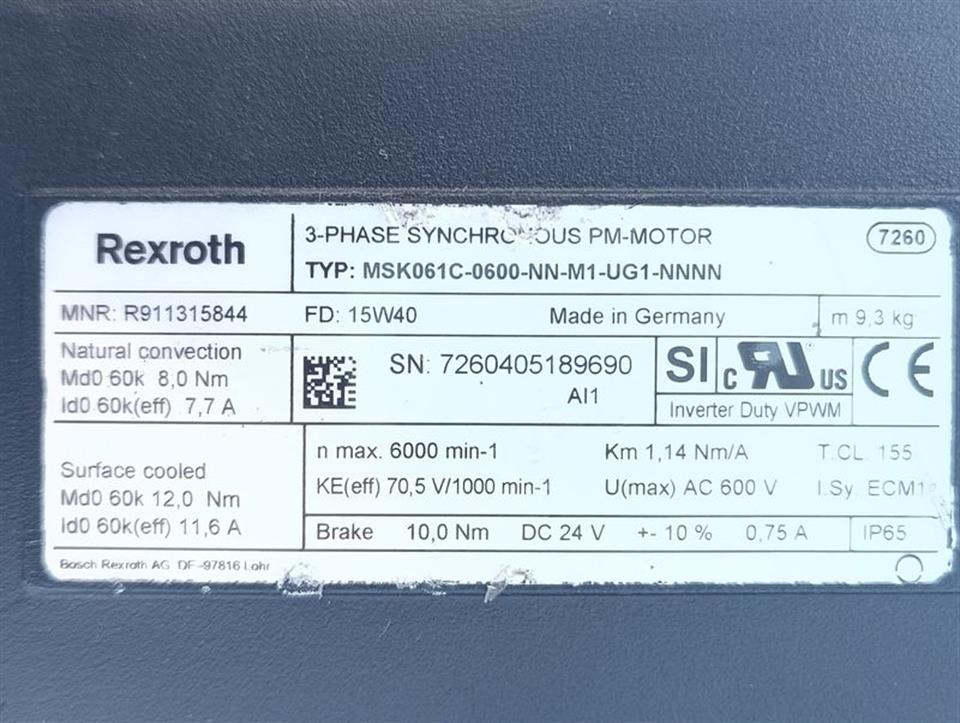 Rexroth
3-PHASE SYNCHRONOUS PM-MOTOR
7260
TYP: MSK061C-0600-NN-M1-UG1-NNNN
MNR: R911315844
FD: 15W40
Made in Germany
m 9,3 kg
Natural convection
Md0 60k 8,0 Nm
Id0 60k(eff) 7,7 A
SN: 7260405189690
AI1
SI
c RU US
Inverter Duty VPWM
CE
Surface cooled
Md0 60k 12,0 Nm
Id0 60k(eff) 11,6 A
n max. 6000 min-1
Km 1,14 Nm/A
T.CL. 155
KE(eff) 70,5 V/1000 min-1
U(max) AC 600 V
I.Sy.
Brake 10,0 Nm DC 24 V +- 10 % 0,75 A
IP65
Bosch Rexroth AG DE-97816 Lohr